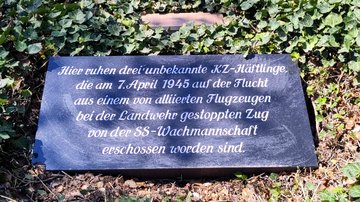 Hier ruhen drei unbekannte KZ-Häftlinge,
die am 7. April 1945 auf der Flucht
aus einem von alliierten Flugzeugen
bei der Landwehr gestoppten Zug
von der SS-Wachmannschaft
erschossen worden sind.